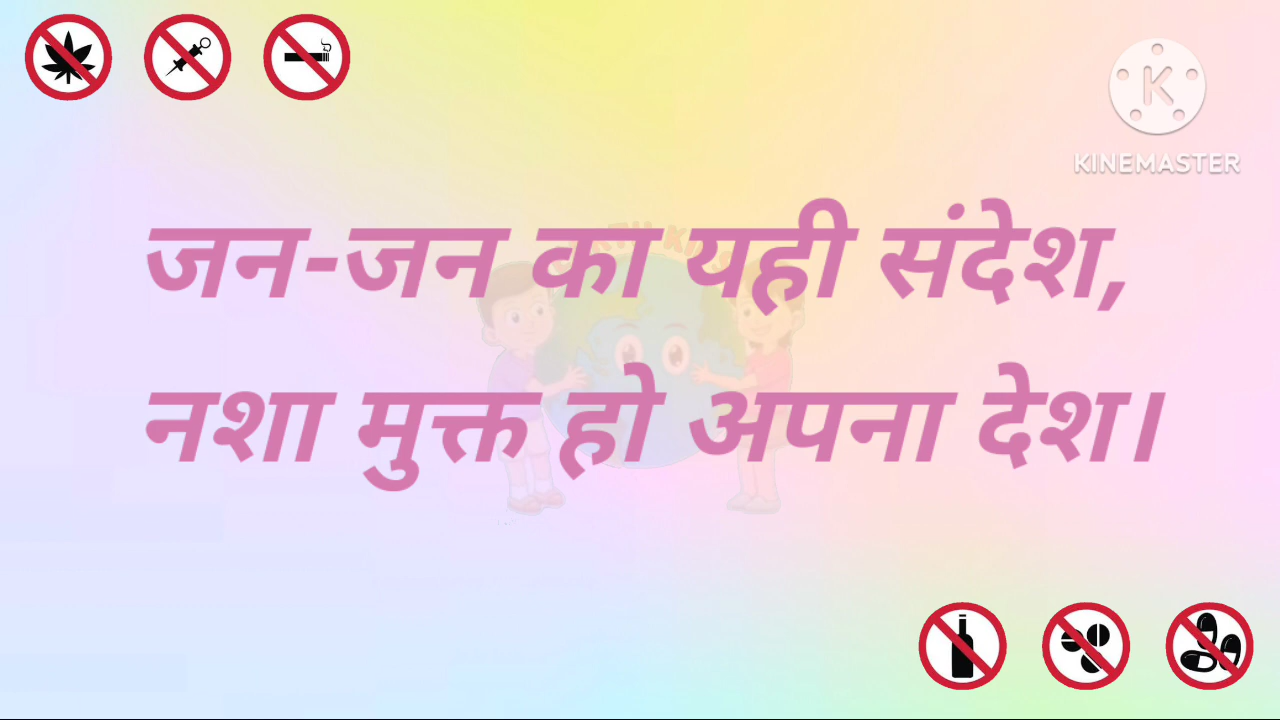 KINEMASTER
जन-जन का यही संदेश,
नशा मुक्त हो अपना देश।